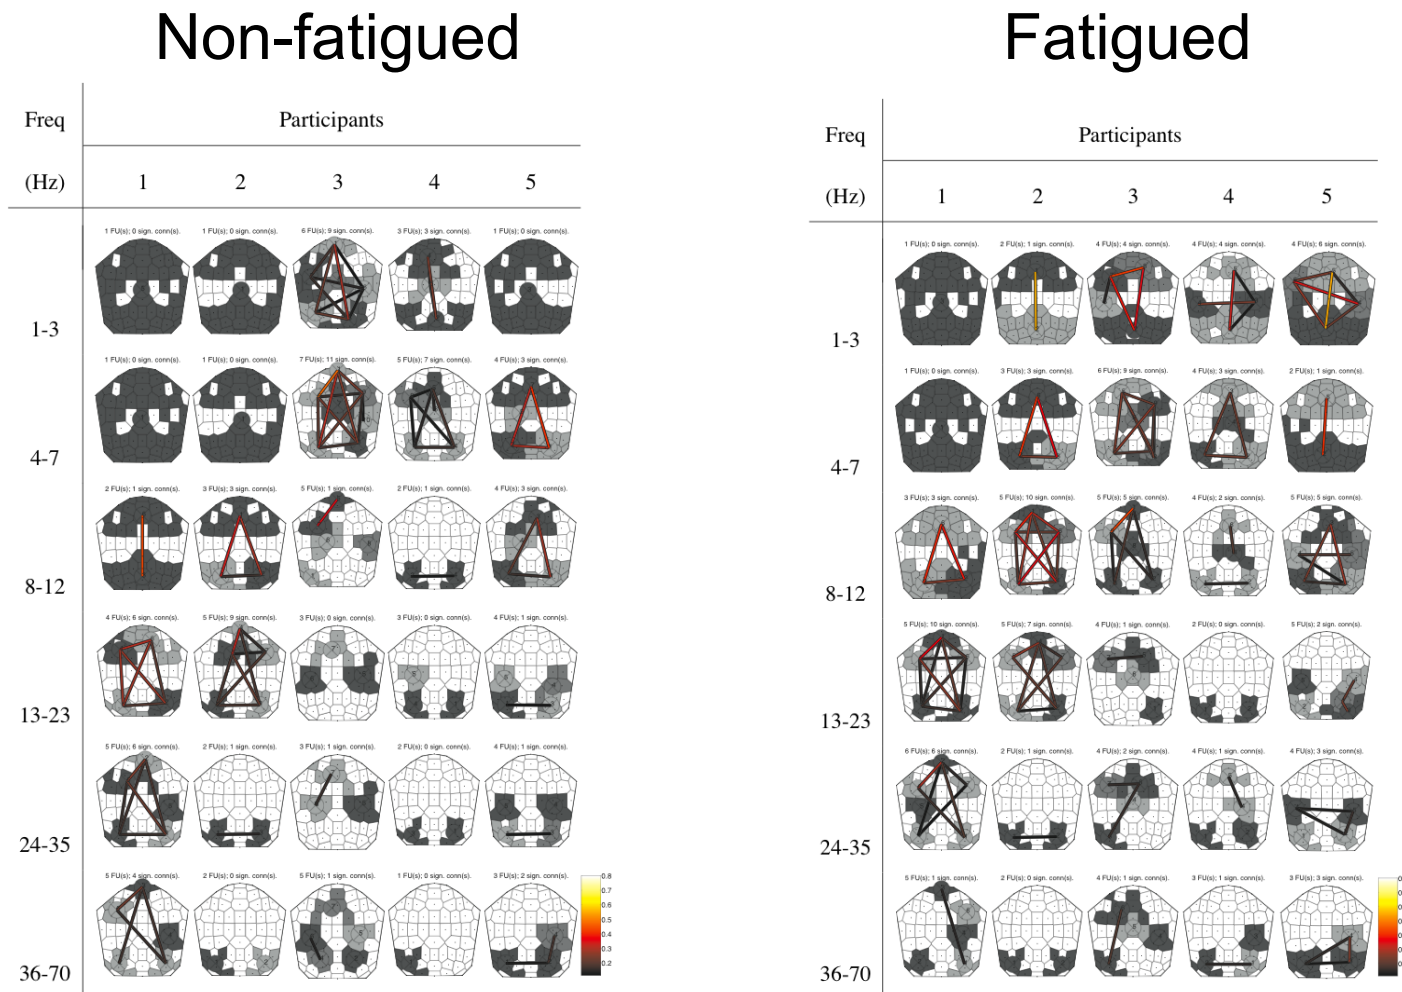 Non-fatigued
Freq
Participants
(Hz)
1 2 3 4 5
1 FU(s); 0 sign. conn(s). 1 FU(s); 0 sign. conn(s). 6 FU(s); 9 sign. conn(s). 3 FU(s); 3 sign. conn(s). 1 FU(s); 0 sign. conn(s).
1-3
1 FU(s); 0 sign. conn(s). 1 FU(s); 0 sign. conn(s). 7 FU(s); 11 sign. conn(s). 5 FU(s); 7 sign. conn(s). 4 FU(s); 3 sign. conn(s).
4-7
2 FU(s); 1 sign. conn(s). 3 FU(s); 3 sign. conn(s). 5 FU(s); 1 sign. conn(s). 2 FU(s); 1 sign. conn(s). 4 FU(s); 3 sign. conn(s).
8-12
4 FU(s); 6 sign. conn(s). 5 FU(s); 9 sign. conn(s). 3 FU(s); 0 sign. conn(s). 3 FU(s); 0 sign. conn(s). 4 FU(s); 1 sign. conn(s).
13-23
5 FU(s); 6 sign. conn(s). 2 FU(s); 1 sign. conn(s). 3 FU(s); 1 sign. conn(s). 2 FU(s); 0 sign. conn(s). 4 FU(s); 1 sign. conn(s).
24-35
5 FU(s); 4 sign. conn(s). 2 FU(s); 0 sign. conn(s). 5 FU(s); 1 sign. conn(s). 1 FU(s); 0 sign. conn(s). 3 FU(s); 2 sign. conn(s).
36-70
0.8
0.7
0.6
0.5
0.4
0.3
0.2
Fatigued
Freq
Participants
(Hz)
1 2 3 4 5
1 FU(s); 0 sign. conn(s). 2 FU(s); 1 sign. conn(s). 4 FU(s); 4 sign. conn(s). 4 FU(s); 4 sign. conn(s). 4 FU(s); 6 sign. conn(s).
1-3
1 FU(s); 0 sign. conn(s). 3 FU(s); 3 sign. conn(s). 6 FU(s); 9 sign. conn(s). 4 FU(s); 3 sign. conn(s). 2 FU(s); 1 sign. conn(s).
4-7
3 FU(s); 3 sign. conn(s). 5 FU(s); 10 sign. conn(s). 5 FU(s); 5 sign. conn(s). 4 FU(s); 2 sign. conn(s). 5 FU(s); 5 sign. conn(s).
8-12
5 FU(s); 10 sign. conn(s). 5 FU(s); 7 sign. conn(s). 4 FU(s); 1 sign. conn(s). 2 FU(s); 0 sign. conn(s). 5 FU(s); 2 sign. conn(s).
13-23
6 FU(s); 6 sign. conn(s). 2 FU(s); 1 sign. conn(s). 4 FU(s); 2 sign. conn(s). 4 FU(s); 1 sign. conn(s). 4 FU(s); 3 sign. conn(s).
24-35
5 FU(s); 1 sign. conn(s). 2 FU(s); 0 sign. conn(s). 4 FU(s); 1 sign. conn(s). 3 FU(s); 1 sign. conn(s). 3 FU(s); 3 sign. conn(s).
36-70